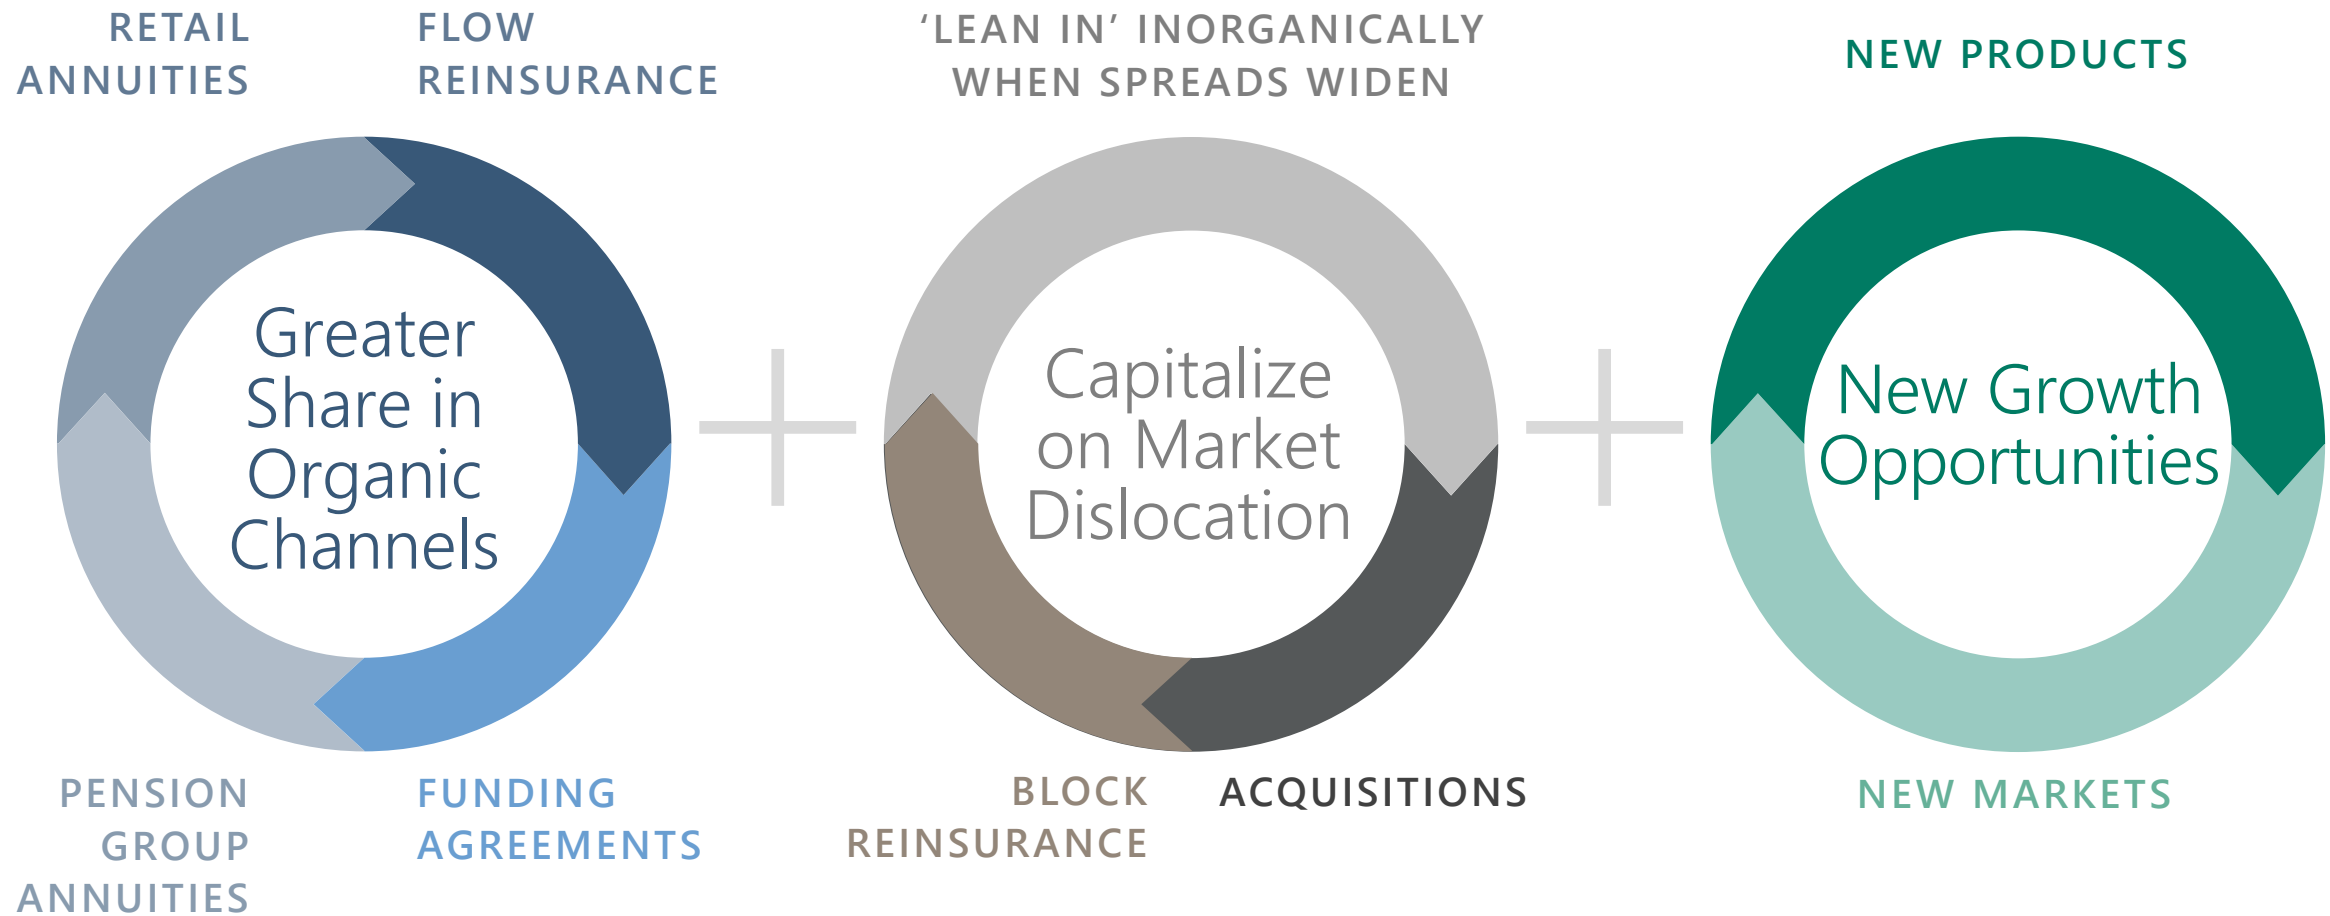 RETAIL
ANNUITIES
FLOW
REINSURANCE
Greater
Share in
Organic
Channels
PENSION
GROUP
ANNUITIES
FUNDING
AGREEMENTS
‘LEAN IN’ INORGANICALLY
WHEN SPREADS WIDEN
Capitalize
on Market
Dislocation
BLOCK
REINSURANCE
ACQUISITIONS
NEW PRODUCTS
New Growth
Opportunities
NEW MARKETS